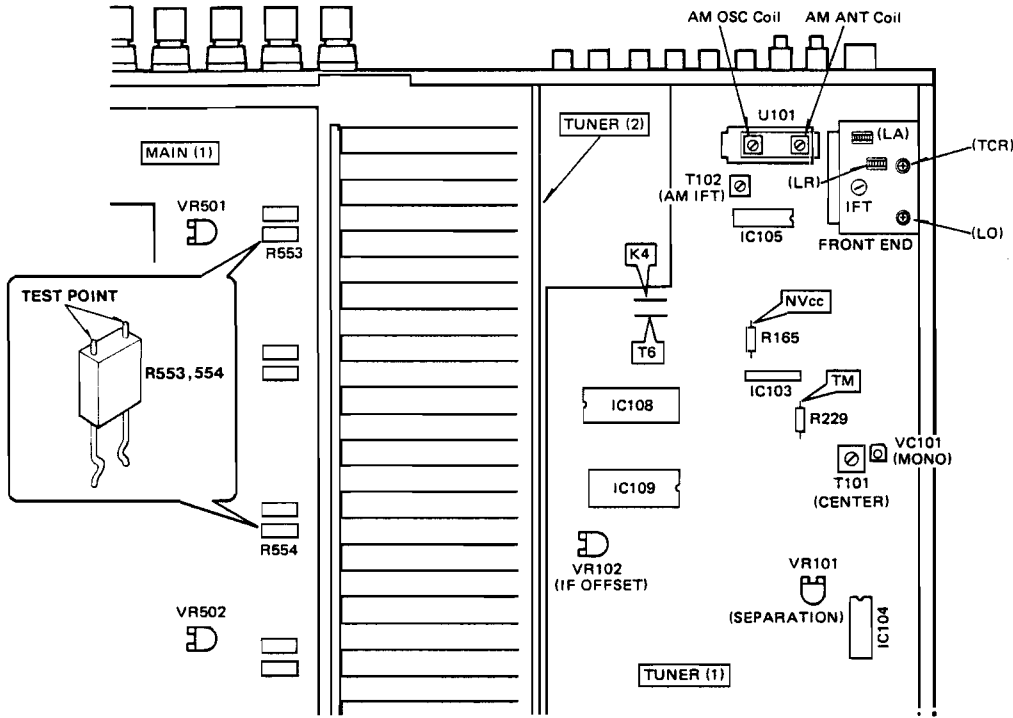 AM OSC Coil
AM ANT Coil
U101
TUNER (2)
(LA)
(TCR)
MAIN (1)
T102
(AM IFT)
(LR)
IFT
VR501
IC105
(LO)
R553
FRONT END
K4
TEST POINT
NVcc
R165
T6
R553,554
IC103
TM
IC108
R229
VC101
(MONO)
T101
(CENTER)
IC109
R554
VR102
(IF OFFSET)
VR101
VR502
(SEPARATION)
IC104
TUNER (1)